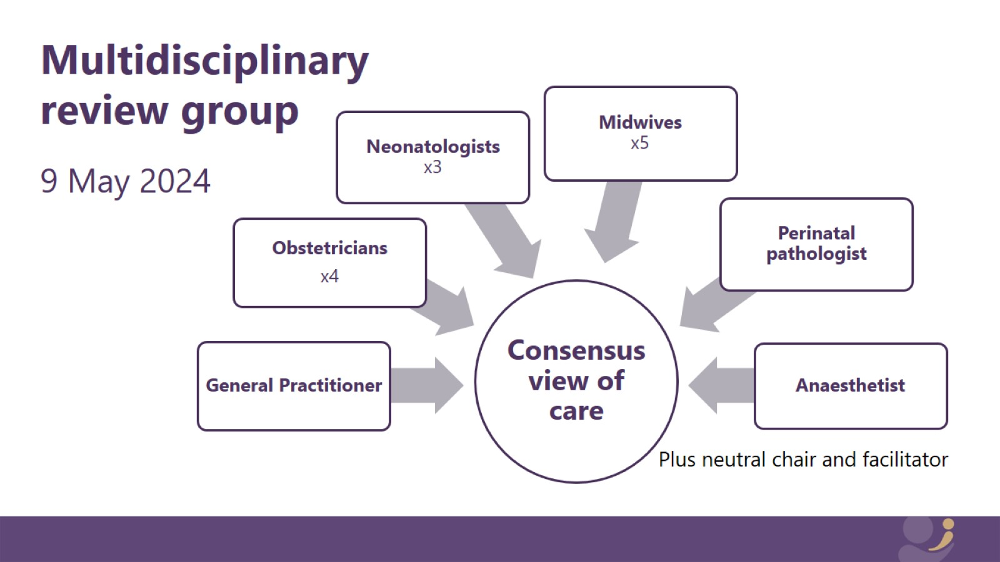 Multidisciplinary
review group
9 May 2024
Neonatologists
x3
Midwives
x5
Obstetricians
x4
Perinatal
pathologist
General Practitioner
Consensus
view of
care
Anaesthetist
Plus neutral chair and facilitator